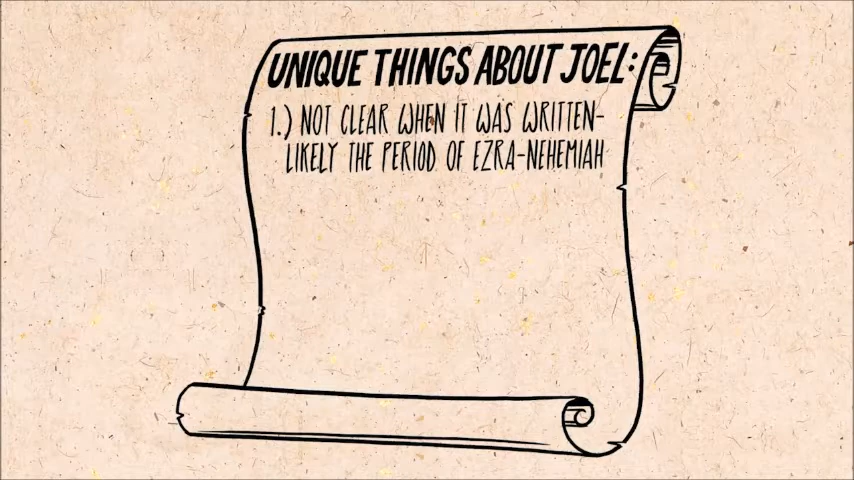 UNIQUE THINGS ABOUT JOEL:
1.) NOT CLEAR WHEN IT WAS WRITTEN-
LIKELY THE PERIOD OF EZRA-NEHEMIAH